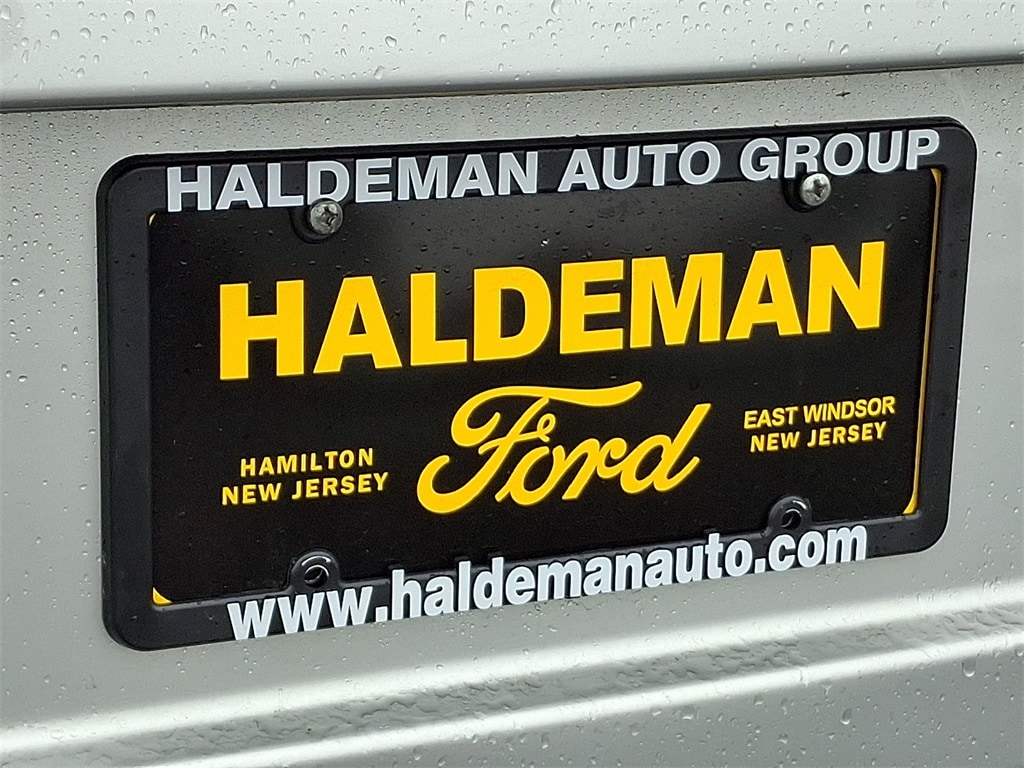 HALDEMAN AUTO GROUP
HALDEMAN
Ford
HAMILTON
NEW JERSEY
EAST WINDSOR
NEW JERSEY
www.haldemanauto.com